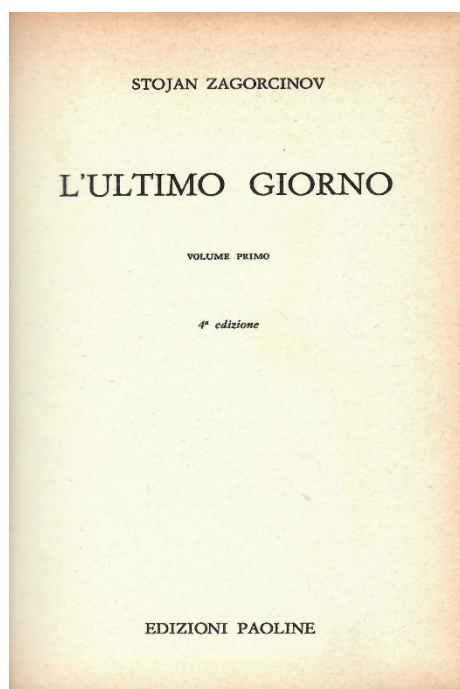 STOJAN ZAGORCINOV
L'ULTIMO GIORNO
VOLUME PRIMO
4ª edizione
EDIZIONI PAOLINE